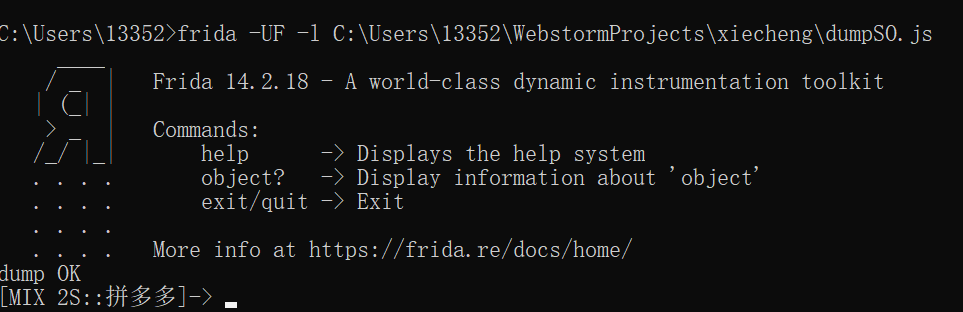 C:\Users\13352>frida -UF -l C:\Users\13352\WebstormProjects\xiecheng\dumpSO.js
     ____
    / _  |   Frida 14.2.18 - A world-class dynamic instrumentation toolkit
   | (_| |
    > _  |   Commands:
   /_/ |_|       help      -> Displays the help system
   . . . .       object?   -> Display information about 'object'
   . . . .       exit/quit -> Exit
   . . . .
   . . . .   More info at https://frida.re/docs/home/
dump OK
[MIX 2S::拼多多]->